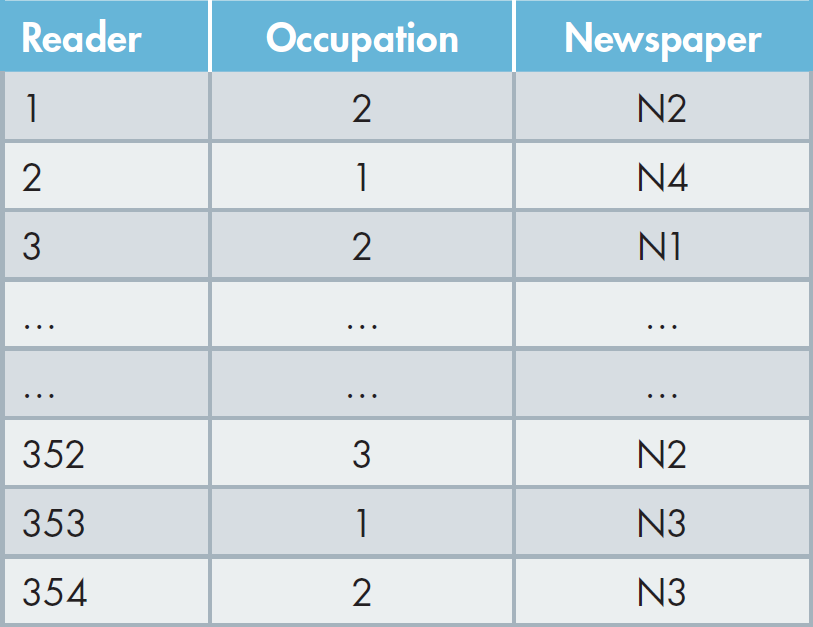 Reader Occupation Newspaper
1 2 N2
2 1 N4
3 2 N1
... ... ...
... ... ...
352 3 N2
353 1 N3
354 2 N3